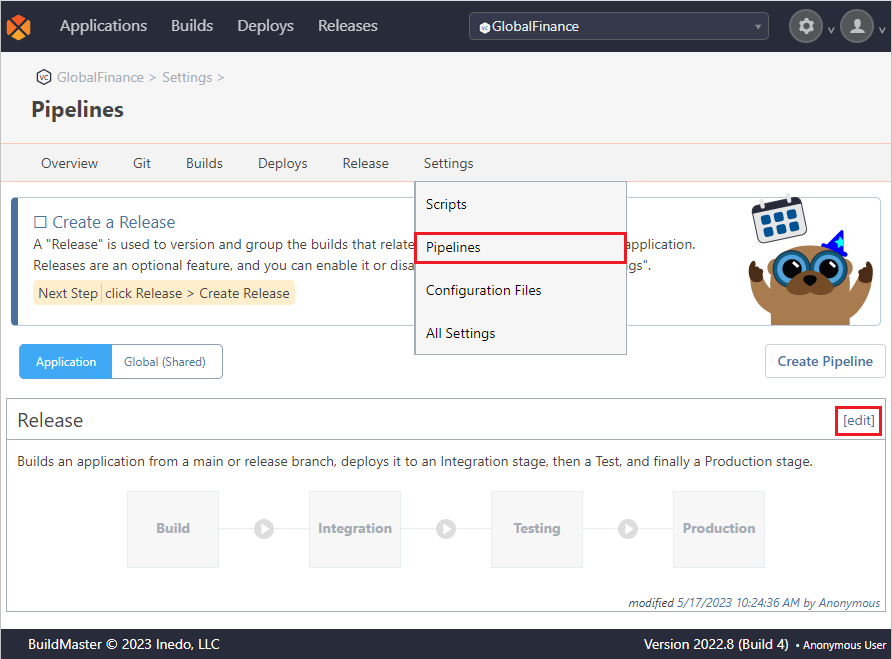 Applications Builds Deploys Releases GlobalFinance
GlobalFinance > Settings >
Pipelines
Overview Git Builds Deploys Release Settings
Scripts
Pipelines
Configuration Files
All Settings
Create a Release
A "Release" is used to version and group the builds that relate application.
Releases are an optional feature, and you can enable it or disa gs".
Next Step click Release > Create Release
Application Global (Shared) Create Pipeline
Release [edit]
Builds an application from a main or release branch, deploys it to an Integration stage, then a Test, and finally a Production stage.
Build Integration Testing Production
modified 5/17/2023 10:24:36 AM by Anonymous
BuildMaster © 2023 Inedo, LLC Version 2022.8 (Build 4) • Anonymous User